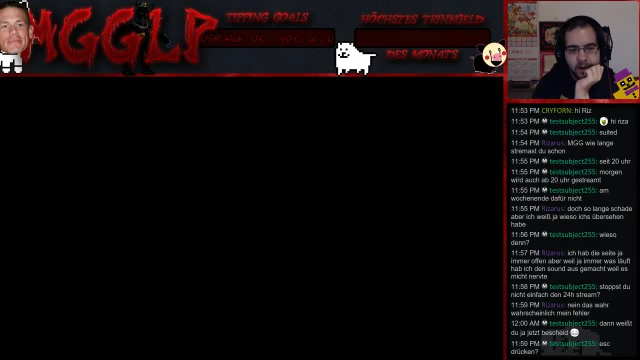 MGGLP
TIPPING GOALS
HÖCHSTES TRINKGELD
DES MONATS
11:53 PM CRYFORN: hi Riz
11:53 PM testsubject255: hi riza
11:54 PM testsubject255:
suited
11:54 PM Rizarus: MGG wie lange
stremast du schon
11:55 PM testsubject255: seit 20 uhr
11:55 PM testsubject255: morgen
wird auch ab 20 uhr gestreamt
11:55 PM testsubject255: am
wochenende dafür nicht
11:55 PM Rizarus: doch so lange schade
aber ich weiß ja wieso ichs übersehen
habe
11:56 PM testsubject255: wieso
denn?
11:57 PM Rizarus: ich hab die seite ja
immer offen aber weil ja immer was läuft
hab ich den sound aus gemacht weil es
micht nervte
11:58 PM testsubject255: stoppst du
nicht einfach den 24h stream?
11:59 PM Rizarus: nein das wahr
wahrscheinlich mein fehler
12:00 AM testsubject255: dann weißt
du ja jetzt bescheid
11:59 PM testsubject255: esc
drücken?